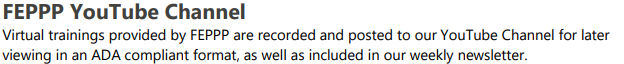 FEPPP YouTube Channel
Virtual trainings provided by FEPPP are recorded and posted to our YouTube Channel for later
viewing in an ADA compliant format, as well as included in our weekly newsletter.